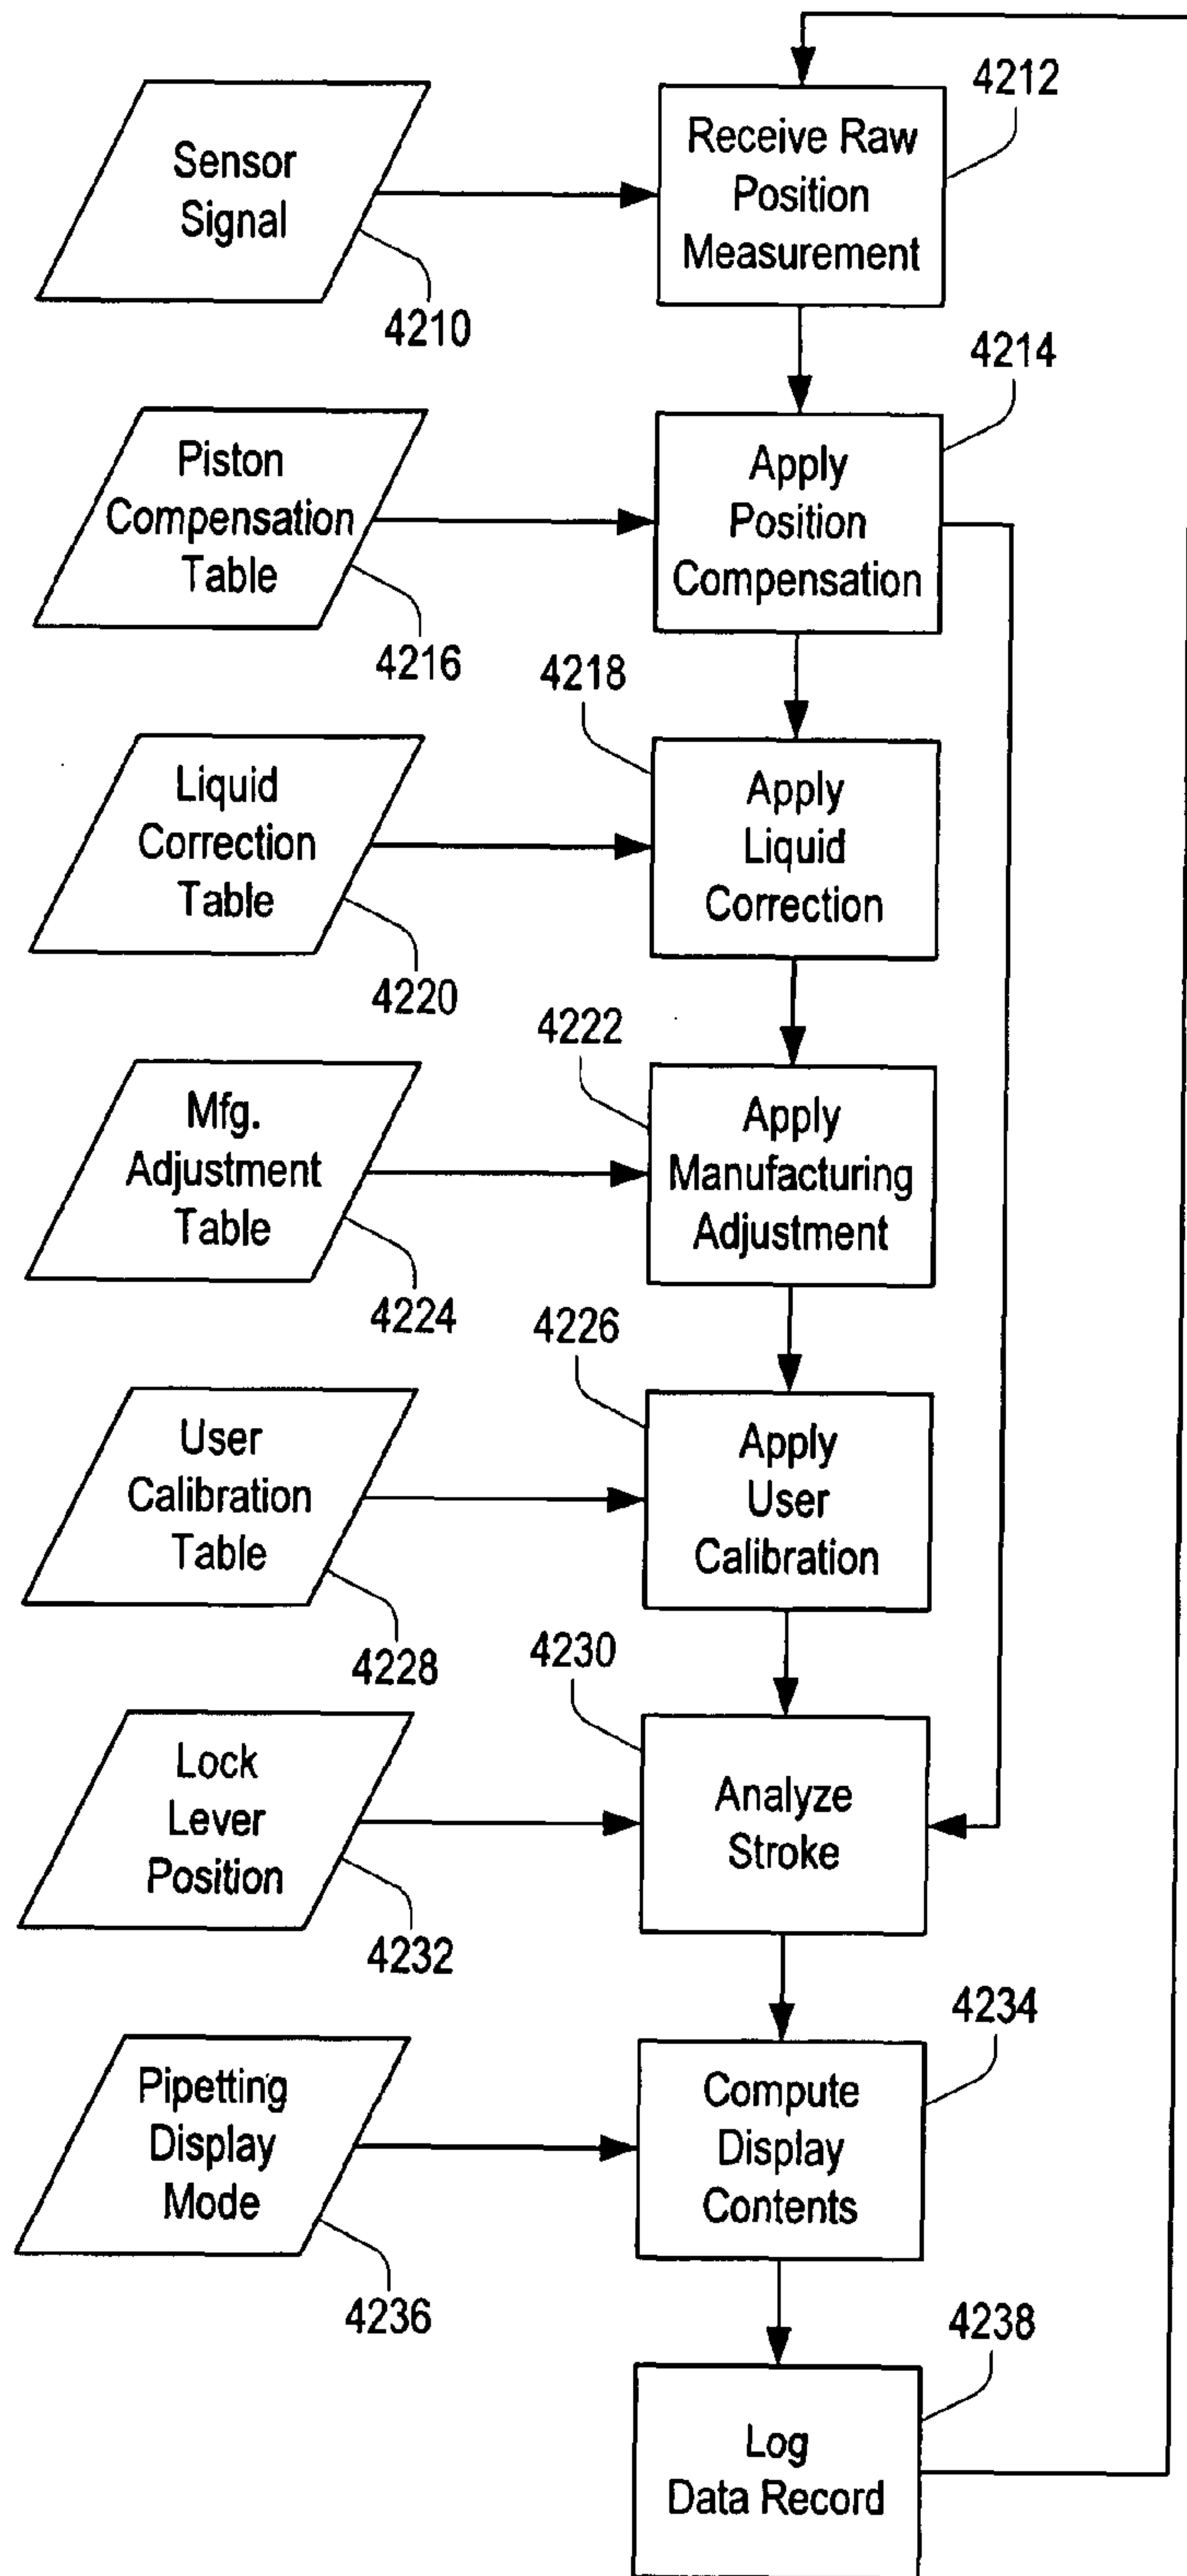 Sensor
Signal
4210
Receive Raw
Position
Measurement
4212
Piston
Compensation
Table
4216
Apply
Position
Compensation
4214
Liquid
Correction
Table
4220
4218
Apply
Liquid
Correction
Mfg.
Adjustment
Table
4224
4222
Apply
Manufacturing
Adjustment
User
Calibration
Table
4228
4226
Apply
User
Calibration
Lock
Lever
Position
4232
4230
Analyze
Stroke
Pipetting
Display
Mode
4236
4234
Compute
Display
Contents
4238
Log
Data Record